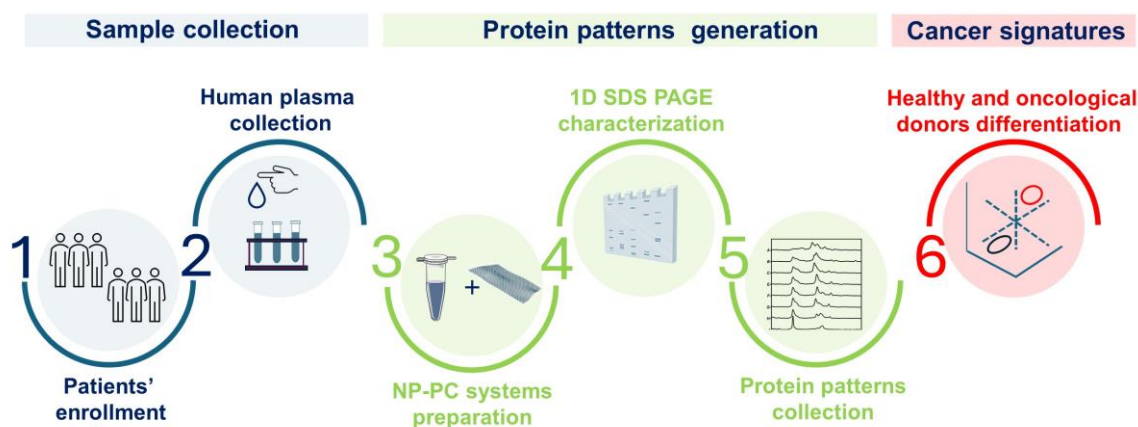 Sample collection
Protein patterns generation
Cancer signatures
Human plasma
collection
1D SDS PAGE
characterization
Healthy and oncological
donors differentiation
1
2
3
+
4
5
6
Patients’
enrollment
NP-PC systems
preparation
Protein patterns
collection